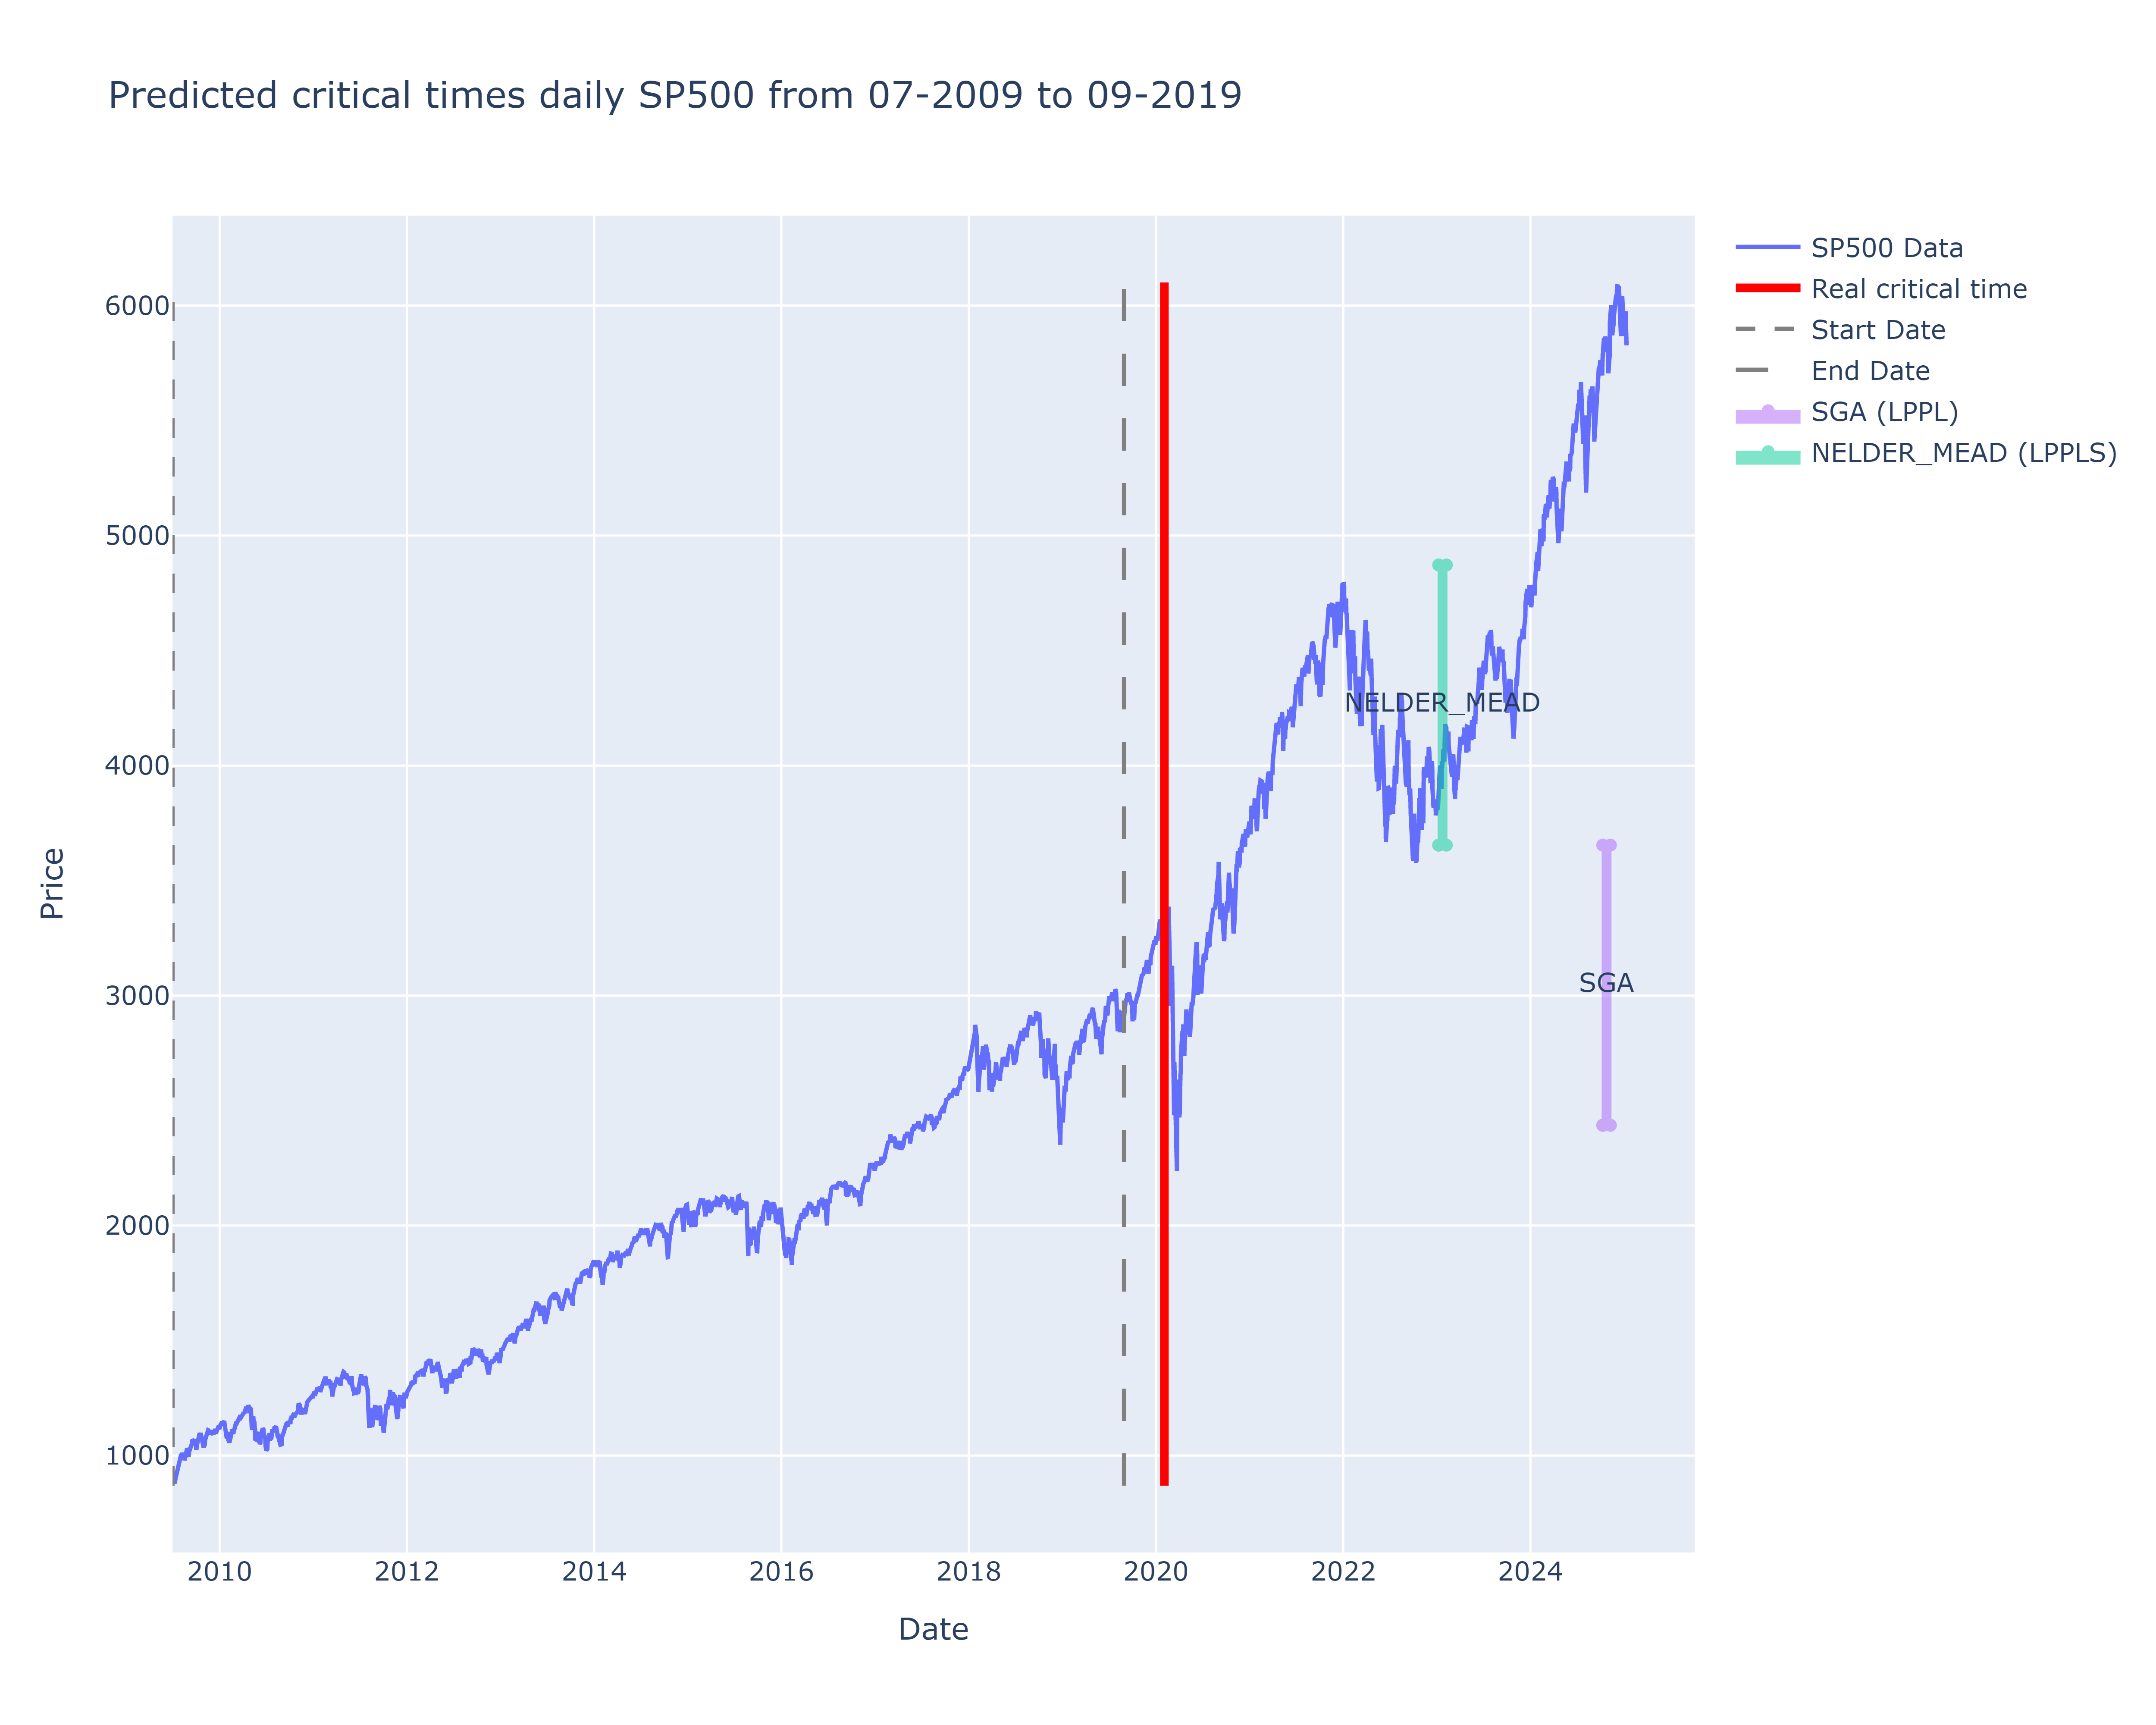 Predicted critical times daily SP500 from 07-2009 to 09-2019
SP500 Data
Real critical time
Start Date
End Date
SGA (LPPL)
NELDER_MEAD (LPPLS)
6000
5000
4000
3000
2000
1000
Price
NELDER_MEAD
SGA
2010 2012 2014 2016 2018 2020 2022 2024
Date